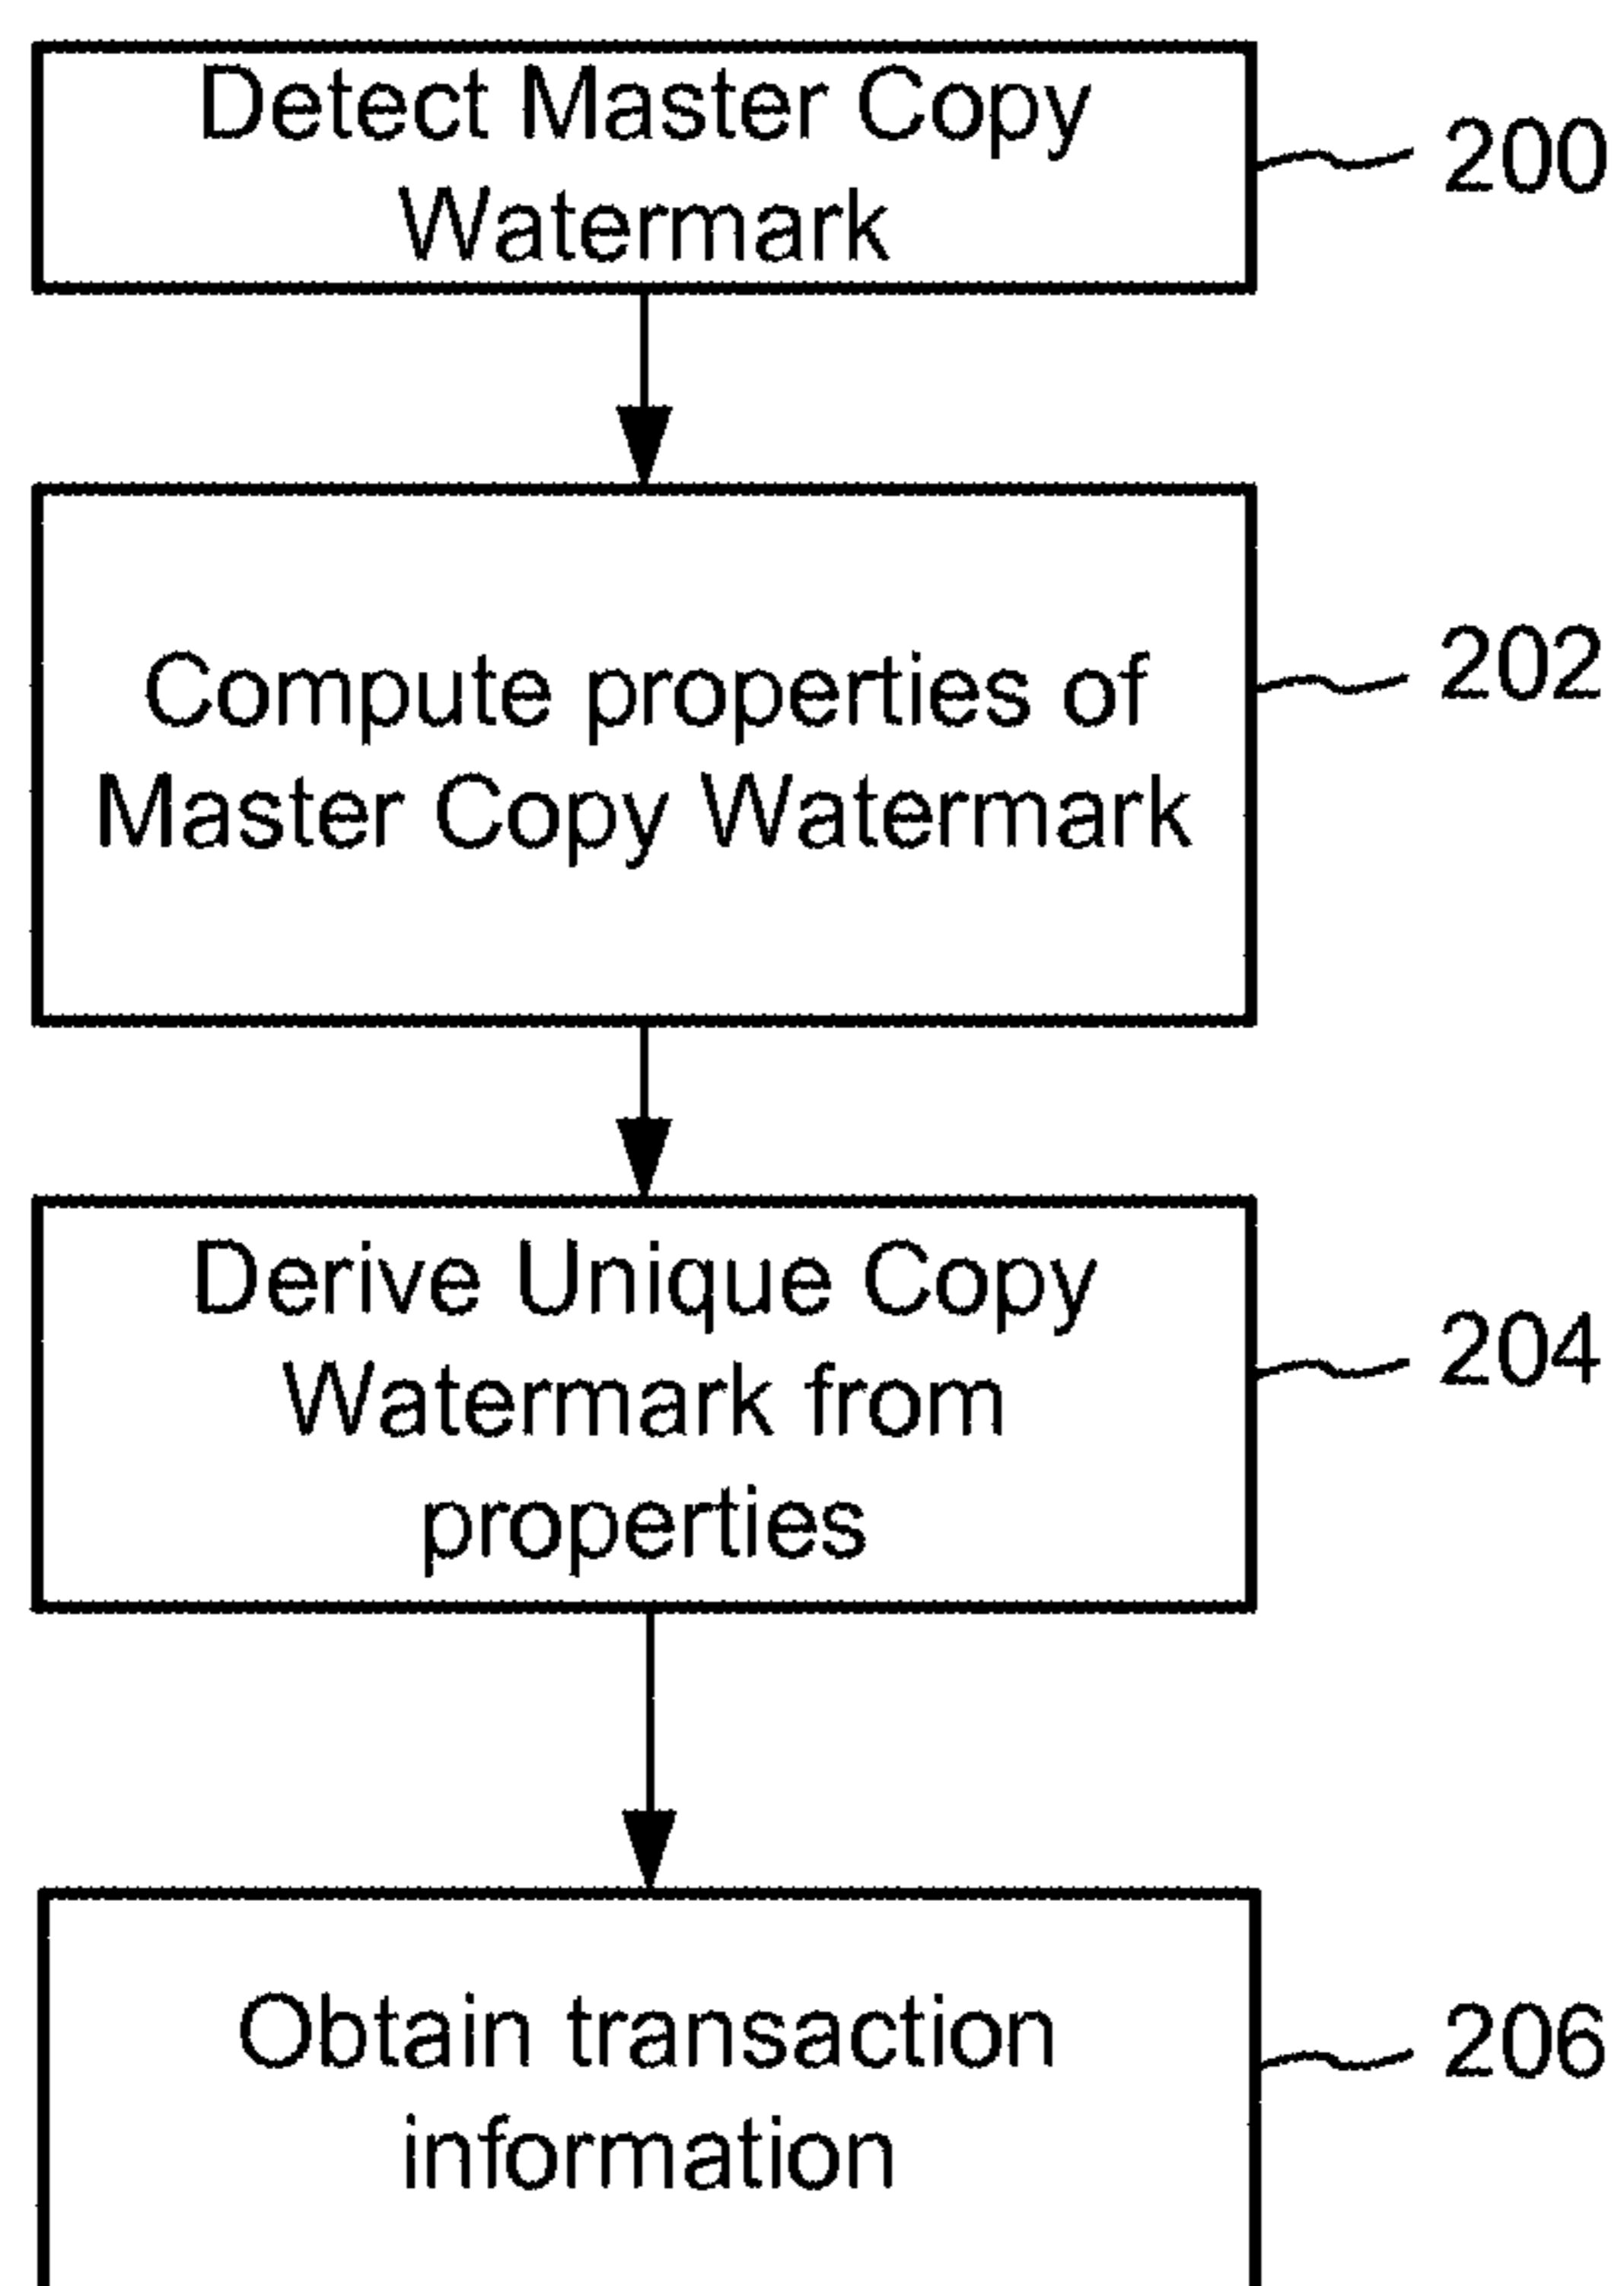 Detect Master Copy
Watermark
200
Compute properties of
Master Copy Watermark
202
Derive Unique Copy
Watermark from
properties
204
Obtain transaction
information
206